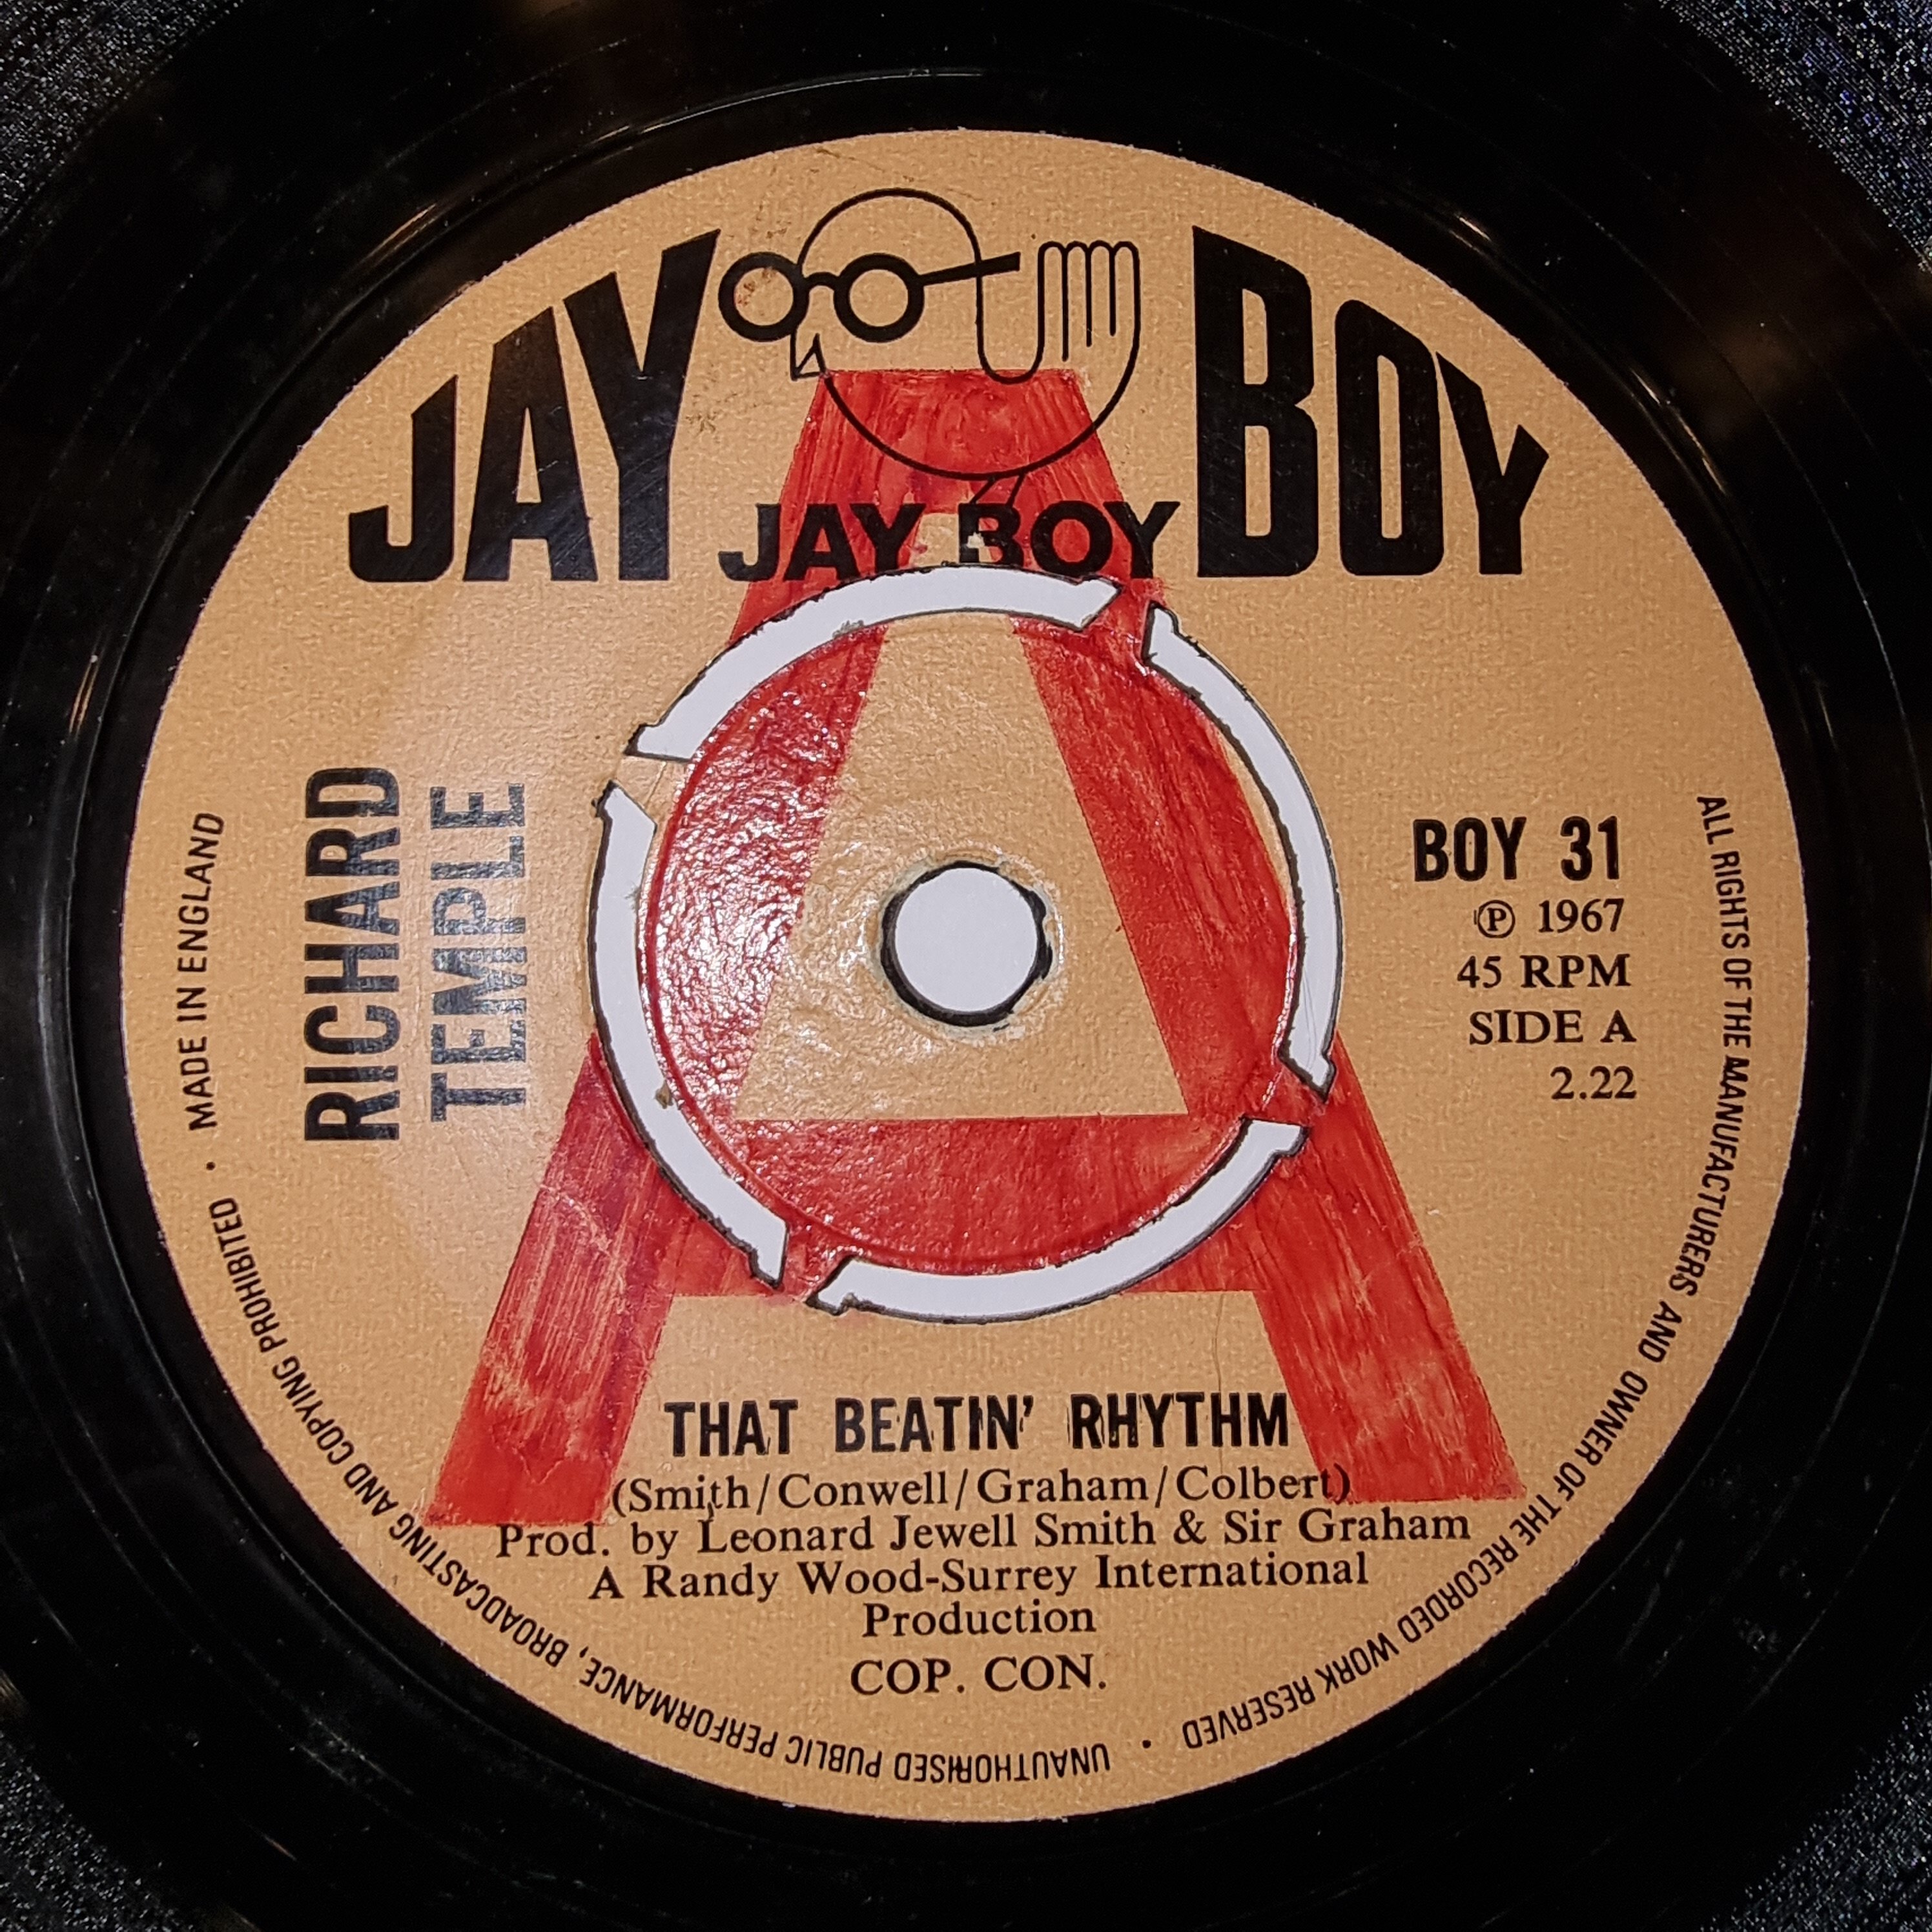 JAY BOY
JAY BOY
A
RICHARD
TEMPLE
BOY 31
℗ 1967
45 RPM
SIDE A
2.22
THAT BEATIN' RHYTHM
(Smith/Conwell/Graham/Colbert)
Prod. by Leonard Jewell Smith & Sir Graham
A Randy Wood-Surrey International
Production
COP. CON.
ALL RIGHTS OF THE MANUFACTURERS AND OWNER OF THE RECORDED WORK RESERVED • UNAUTHORISED PUBLIC PERFORMANCE, BROADCASTING AND COPYING PROHIBITED • MADE IN ENGLAND